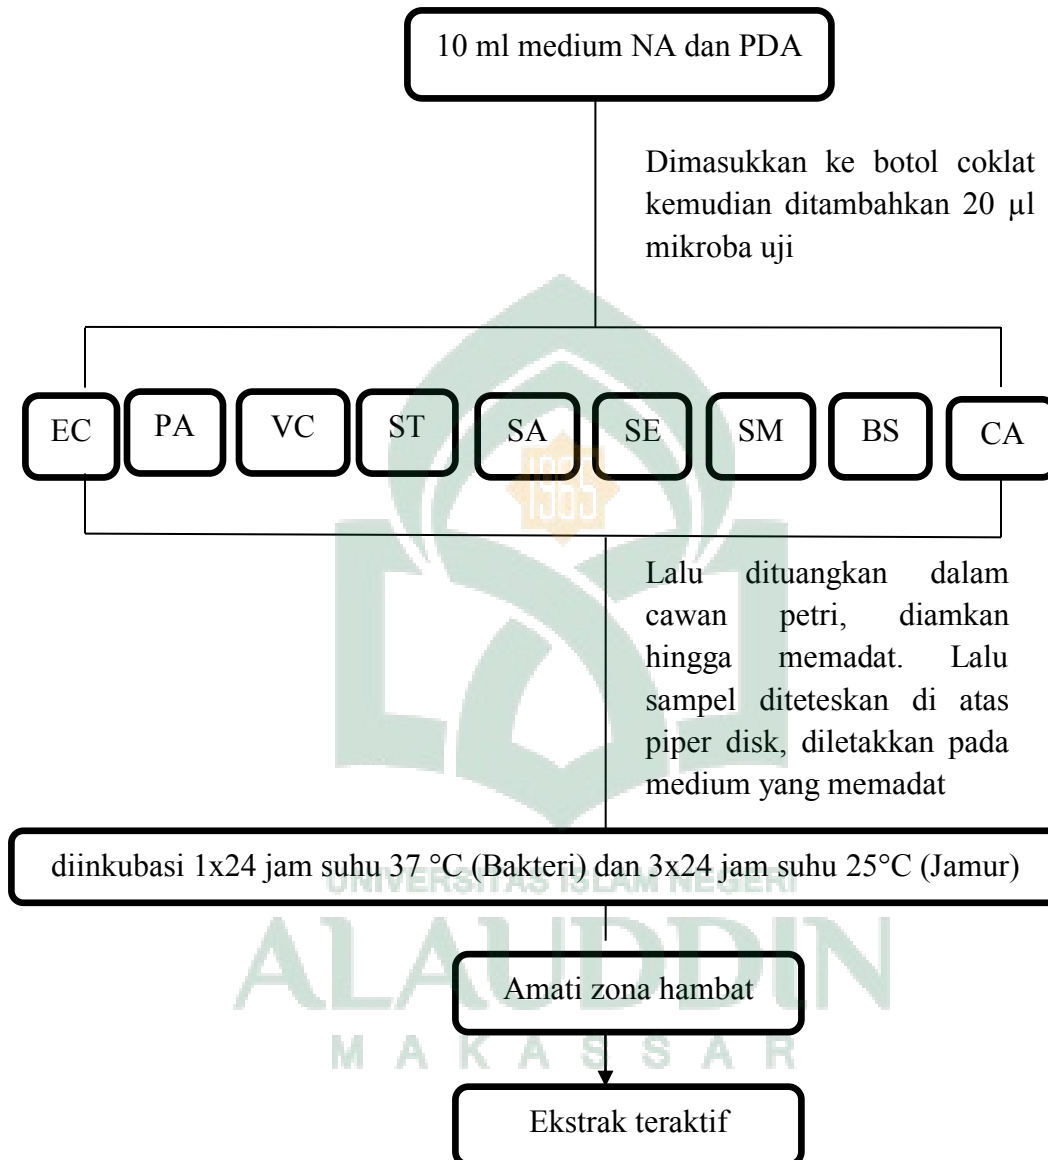 10 ml medium NA dan PDA
Dimasukkan ke botol coklat
kemudian ditambahkan 20 µl
mikroba uji
EC PA VC ST SA SE SM BS CA
1965
Lalu dituangkan dalam
cawan petri, diamkan
hingga memadat. Lalu
sampel diteteskan di atas
piper disk, diletakkan pada
medium yang memadat
diinkubasi 1x24 jam suhu 37 °C (Bakteri) dan 3x24 jam suhu 25°C (Jamur)
UNIVERSITAS ISLAM NEGERI
ALAUDDIN
Amati zona hambat
MAKASSAR
Ekstrak teraktif